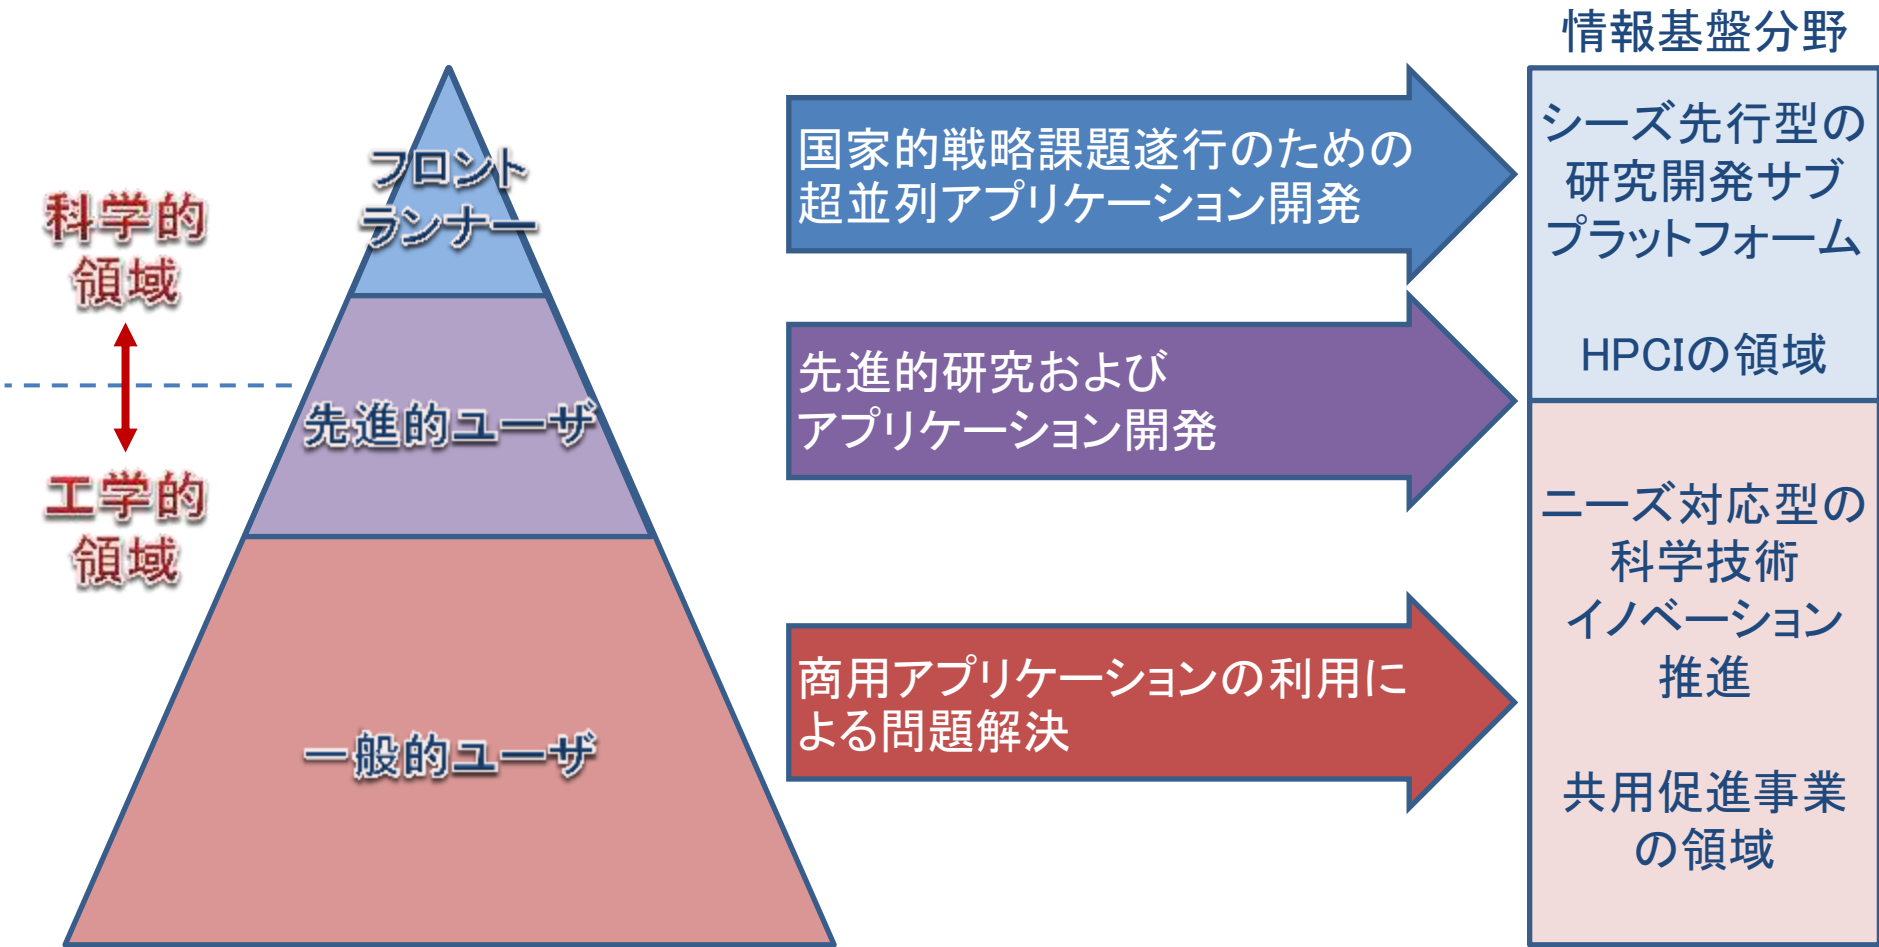 情報基盤分野
科学的
領域
工学的
領域
フロント
ランナー
先進的ユーザ
一般的ユーザ
国家的戦略課題遂行のための
超並列アプリケーション開発
先進的研究および
アプリケーション開発
商用アプリケーションの利用に
よる問題解決
シーズ先行型の
研究開発サブ
プラットフォーム
HPCIの領域
ニーズ対応型の
科学技術
イノベーション
推進
共用促進事業
の領域